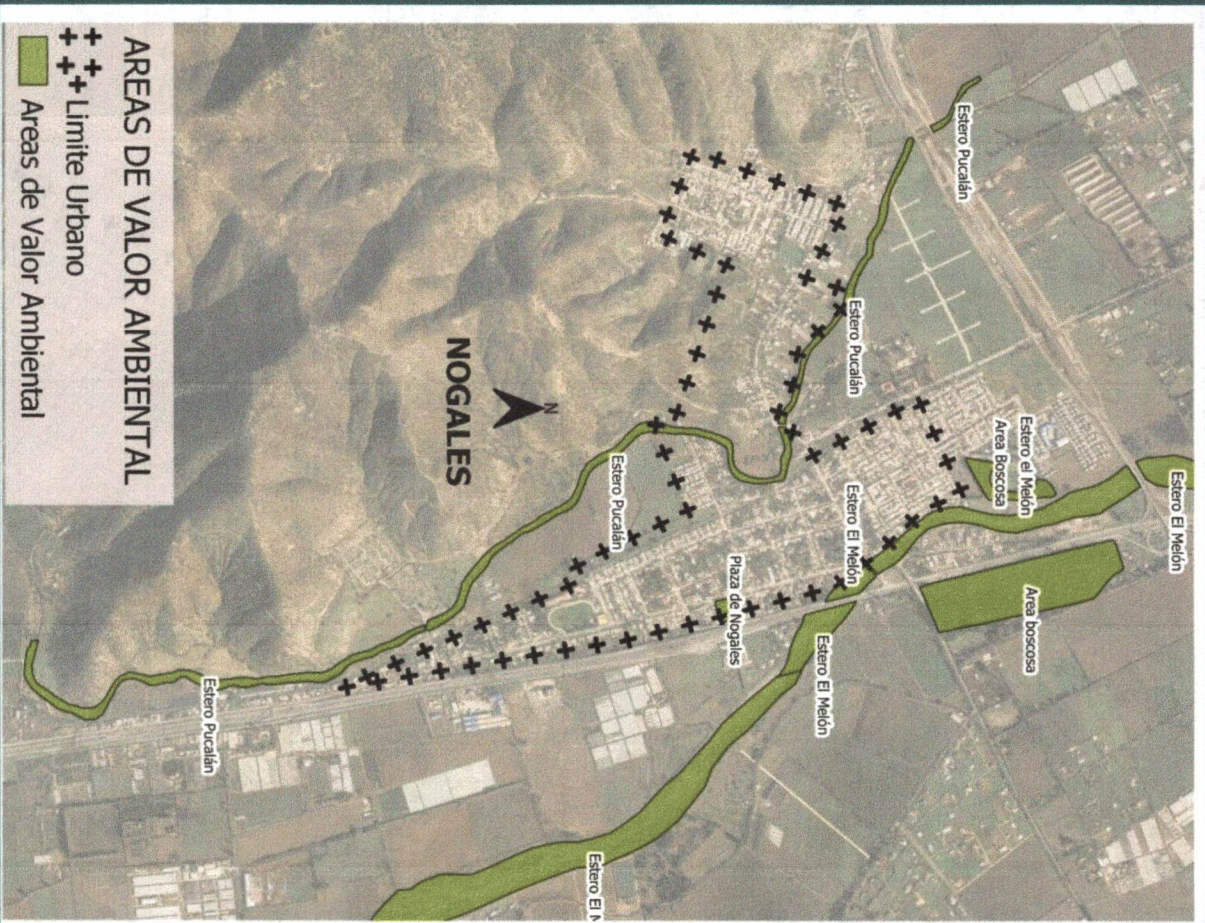 Estero El Melón
Estero el Melón
Area Boscosa
Area boscosa
Estero Pucalán
Estero Pucalán
Estero El Melón
Estero El Melón
Plaza de Nogales
Estero Pucalán
Estero El
N
NOGALES
Estero Pucalán
AREAS DE VALOR AMBIENTAL
Limite Urbano
Areas de Valor Ambiental